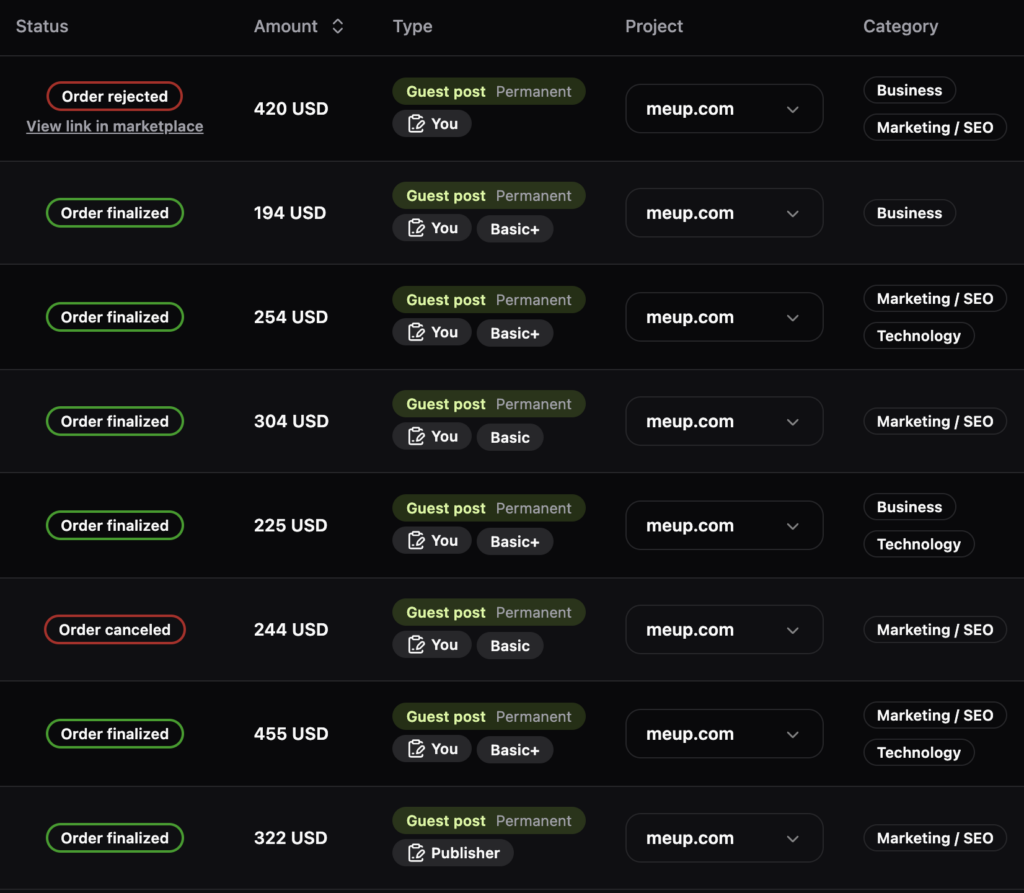 Status Amount Type Project Category
Order rejected
View link in marketplace
420 USD
Guest post Permanent
You
meup.com
Business
Marketing / SEO
Order finalized
194 USD
Guest post Permanent
You Basic+
meup.com
Business
Order finalized
254 USD
Guest post Permanent
You Basic+
meup.com
Marketing / SEO
Technology
Order finalized
304 USD
Guest post Permanent
You Basic
meup.com
Marketing / SEO
Order finalized
225 USD
Guest post Permanent
You Basic+
meup.com
Business
Technology
Order canceled
244 USD
Guest post Permanent
You Basic
meup.com
Marketing / SEO
Order finalized
455 USD
Guest post Permanent
You Basic+
meup.com
Marketing / SEO
Technology
Order finalized
322 USD
Guest post Permanent
Publisher
meup.com
Marketing / SEO